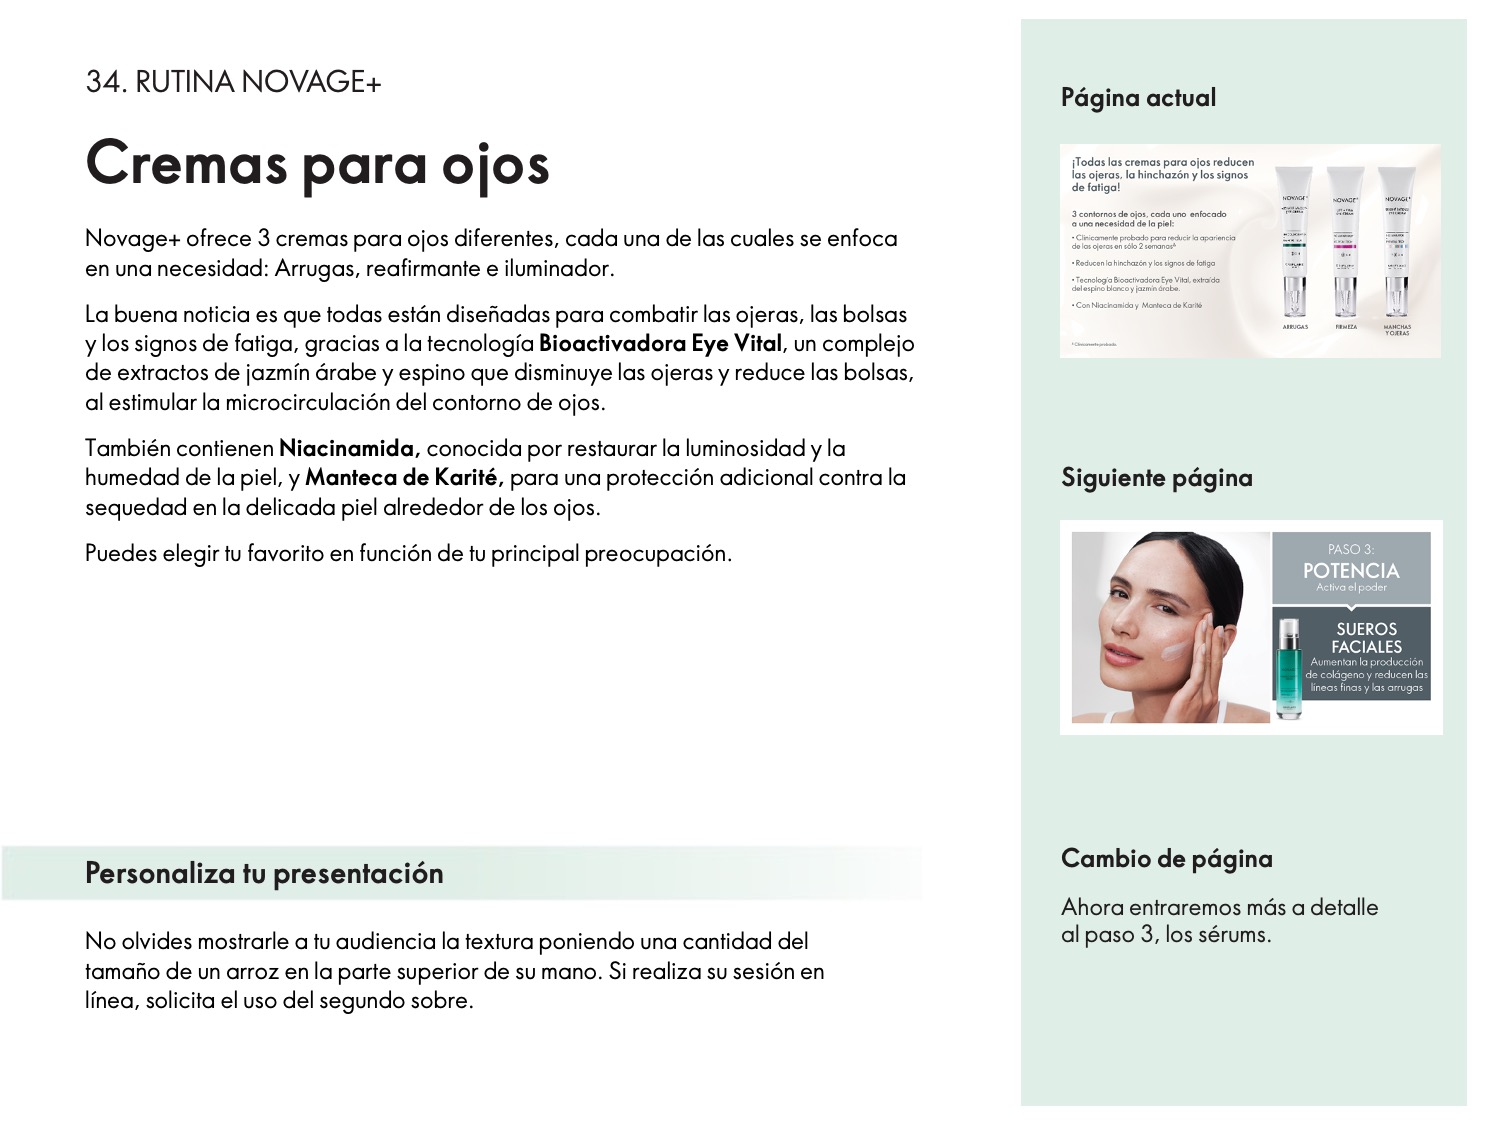 34. RUTINA NOVAGE+
Cremas para ojos
Novage+ ofrece 3 cremas para ojos diferentes, cada una de las cuales se enfoca
en una necesidad: Arrugas, reafirmante e iluminador.
La buena noticia es que todas están diseñadas para combatir las ojeras, las bolsas
y los signos de fatiga, gracias a la tecnología Bioactivadora Eye Vital, un complejo
de extractos de jazmín árabe y espino que disminuye las ojeras y reduce las bolsas,
al estimular la microcirculación del contorno de ojos.
También contienen Niacinamida, conocida por restaurar la luminosidad y la
humedad de la piel, y Manteca de Karité, para una protección adicional contra la
sequedad en la delicada piel alrededor de los ojos.
Puedes elegir tu favorito en función de tu principal preocupación.
Personaliza tu presentación
No olvides mostrarle a tu audiencia la textura poniendo una cantidad del
tamaño de un arroz en la parte superior de su mano. Si realiza su sesión en
línea, solicita el uso del segundo sobre.
Página actual
¡Todas las cremas para ojos reducen
las ojeras, la hinchazón y los signos
de fatiga!
3 contornos de ojos, cada uno enfocado
a una necesidad de la piel:
• Clínicamente probado para reducir la apariencia
de las ojeras en sólo 2 semanas
• Reducen la hinchazón y los signos de fatiga
• Tecnología Bioactivadora Eye Vital, extraída
del espino blanco y jazmín árabe.
• Con Niacinamida y Manteca de Karité
Clínicamente probado.
NOVAGE+
NOVAGE+
NOVAGE+
ARRUGAS
FIRMEZA
MANCHAS
Y OJERAS
Siguiente página
PASO 3:
POTENCIA
Activa el poder
SUEROS
FACIALES
Aumentan la producción
de colágeno y reducen las
líneas finas y las arrugas
Cambio de página
Ahora entraremos más a detalle
al paso 3, los sérums.